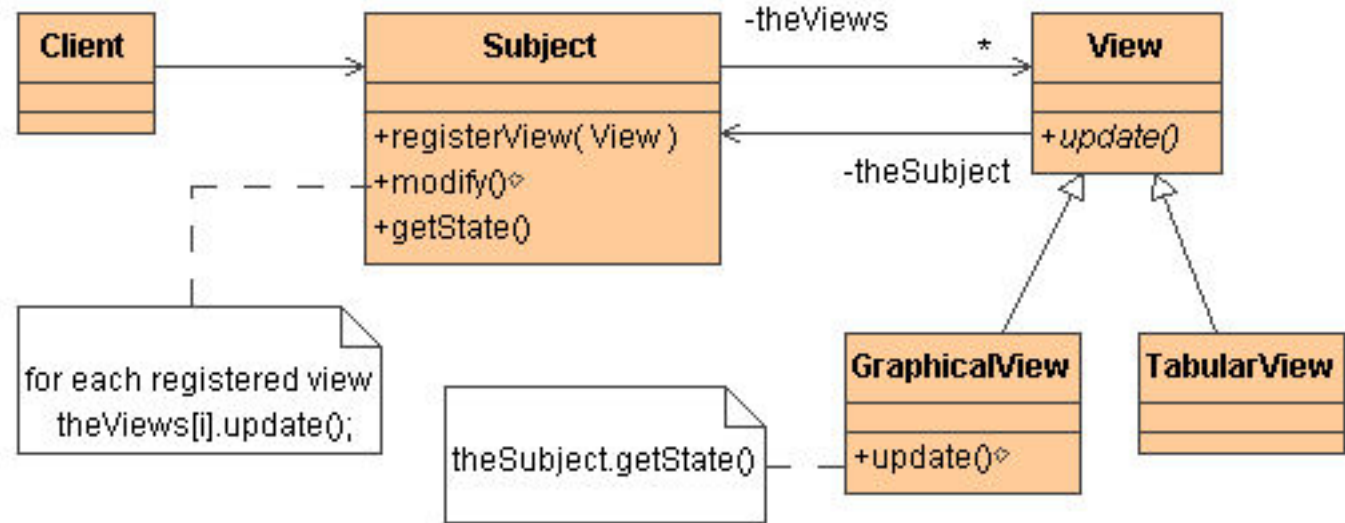 Client
Subject
+registerView( View )
+modify()
+getState()
-theViews
*
-theSubject
View
+update()
for each registered view
theViews[i].update();
theSubject.getState()
GraphicalView
+update()
TabularView